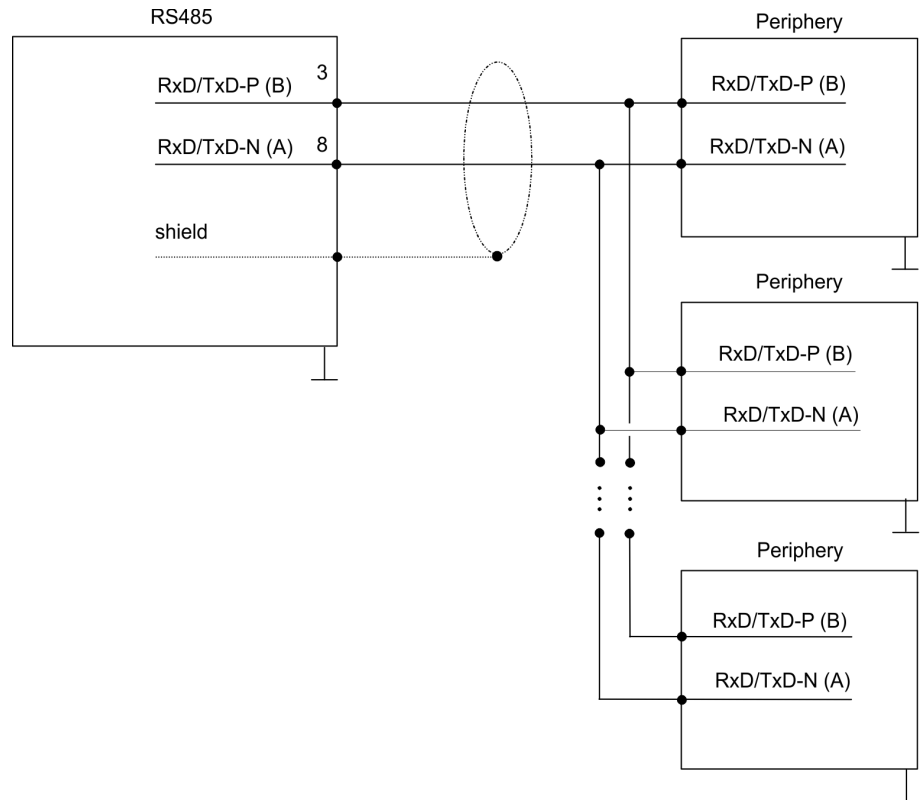 RS485
RxD/TxD-P (B) 3
RxD/TxD-N (A) 8
shield
Periphery
RxD/TxD-P (B)
RxD/TxD-N (A)
Periphery
RxD/TxD-P (B)
RxD/TxD-N (A)
Periphery
RxD/TxD-P (B)
RxD/TxD-N (A)